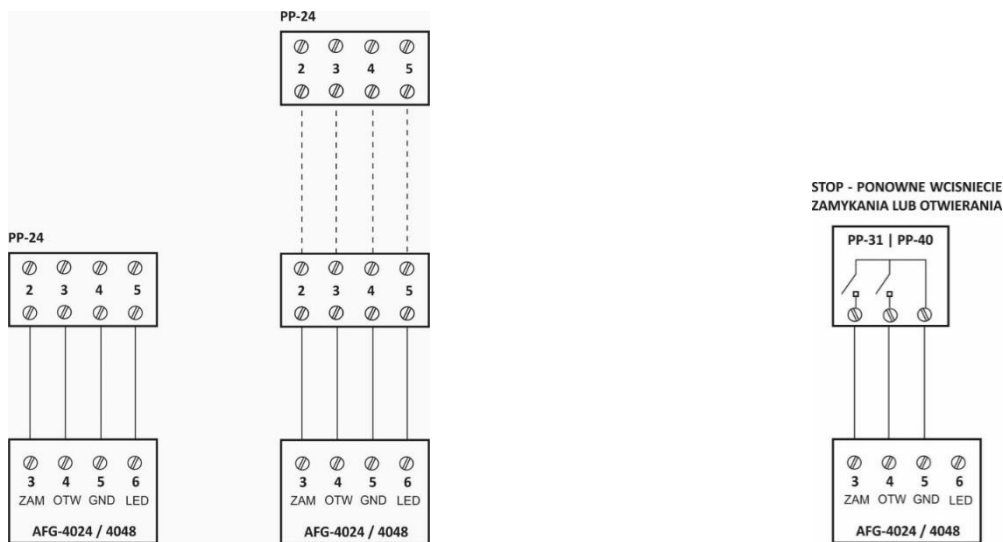 PP-24
2 3 4 5
ZAM OTW GND LED
3 4 5 6
AFG-4024 / 4048
PP-24
2 3 4 5
2 3 4 5
3 4 5 6
ZAM OTW GND LED
AFG-4024 / 4048
STOP - PONOWNE WCISNIECIE
ZAMYKANIA LUB OTWIERANIA
PP-31 | PP-40
3 4 5 6
ZAM OTW GND LED
AFG-4024 / 4048